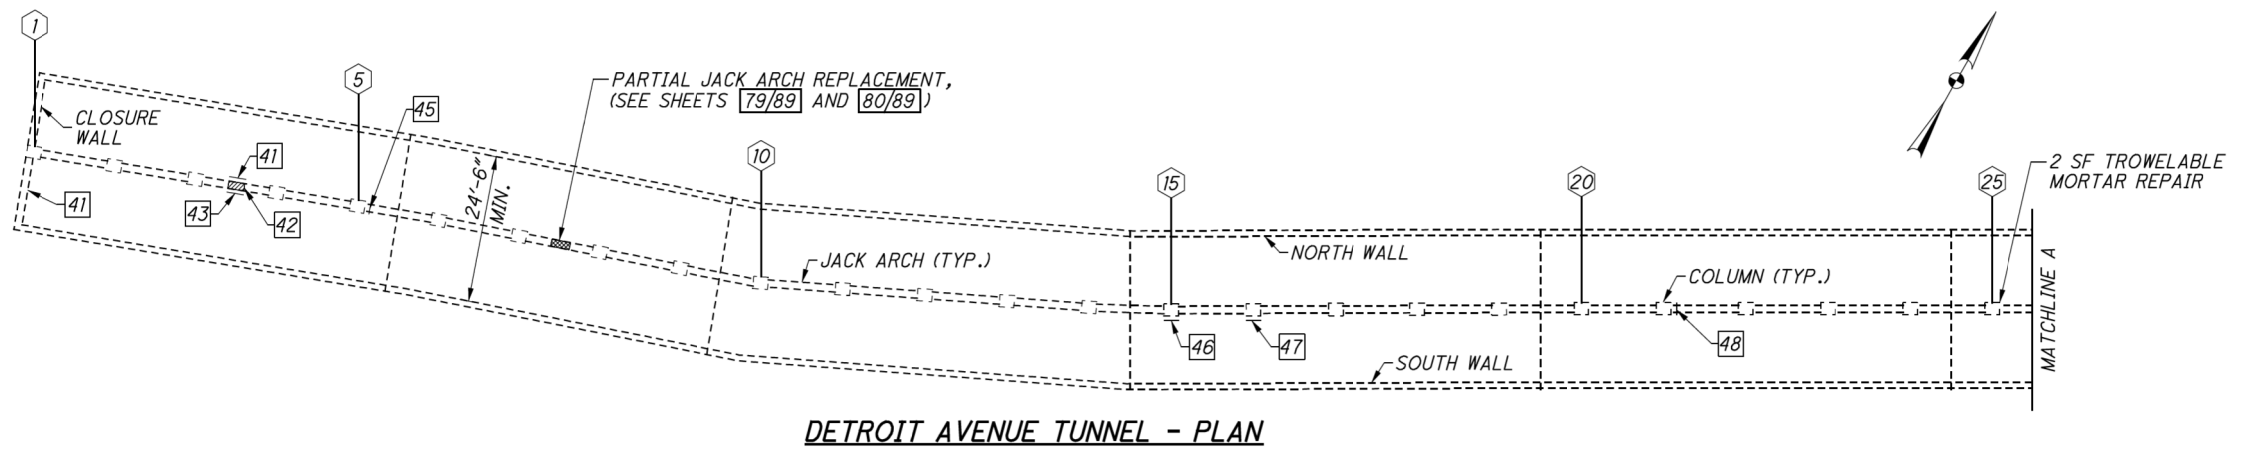 1
5
10
15
20
25
CLOSURE
WALL
45
PARTIAL JACK ARCH REPLACEMENT,
(SEE SHEETS 79/89 AND 80/89)
41
41
43
42
24'-6"
MIN.
JACK ARCH (TYP.)
NORTH WALL
46
47
SOUTH WALL
COLUMN (TYP.)
48
2 SF TROWELABLE
MORTAR REPAIR
MATCHLINE A
DETROIT AVENUE TUNNEL - PLAN